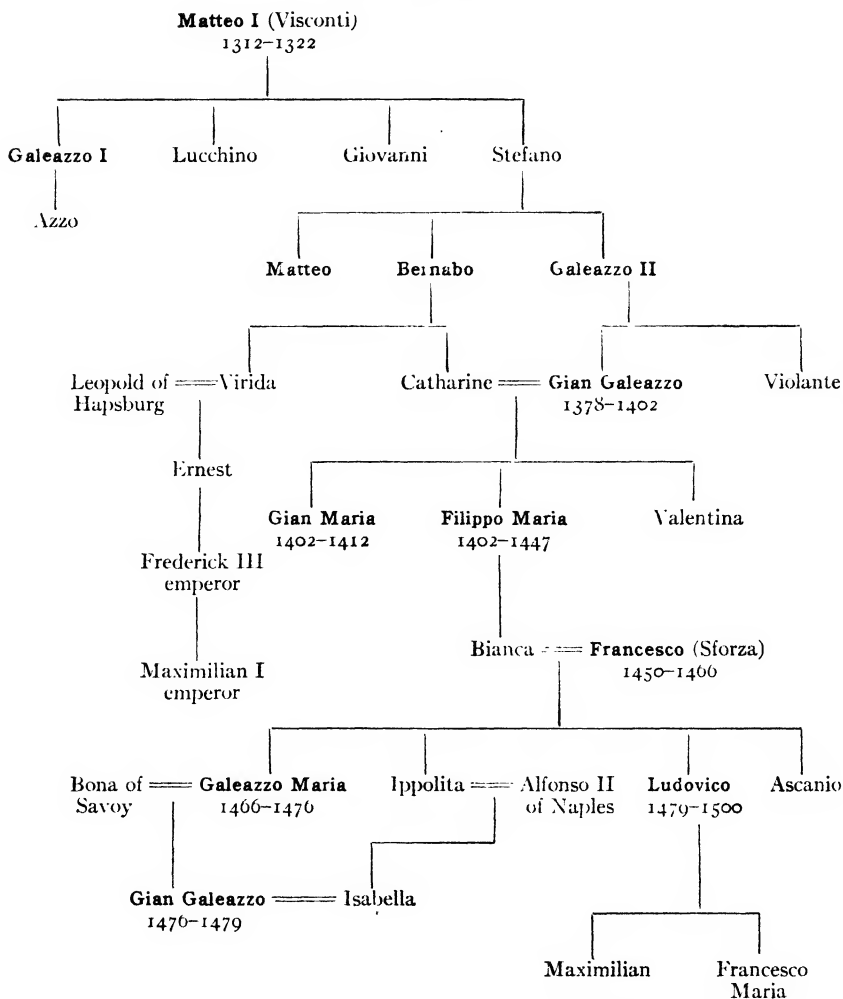 Matteo I (Visconti)
1312–1322
Galeazzo I Lucchino Giovanni Stefano
Azzo
Matteo Bernabo Galeazzo II
Leopold of Hapsburg Virida Catharine Gian Galeazzo Violante
1378–1402
Ernest
Gian Maria Filippo Maria Valentina
1402–1412 1402–1447
Frederick III
emperor
Bianca Francesco (Sforza)
1450–1466
Maximilian I
emperor
Bona of Savoy Galeazzo Maria Ippolita Alfonso II of Naples Ludovico Ascanio
1466–1476 1479–1500
Gian Galeazzo Isabella
1476–1479
Maximilian Francesco
Maria